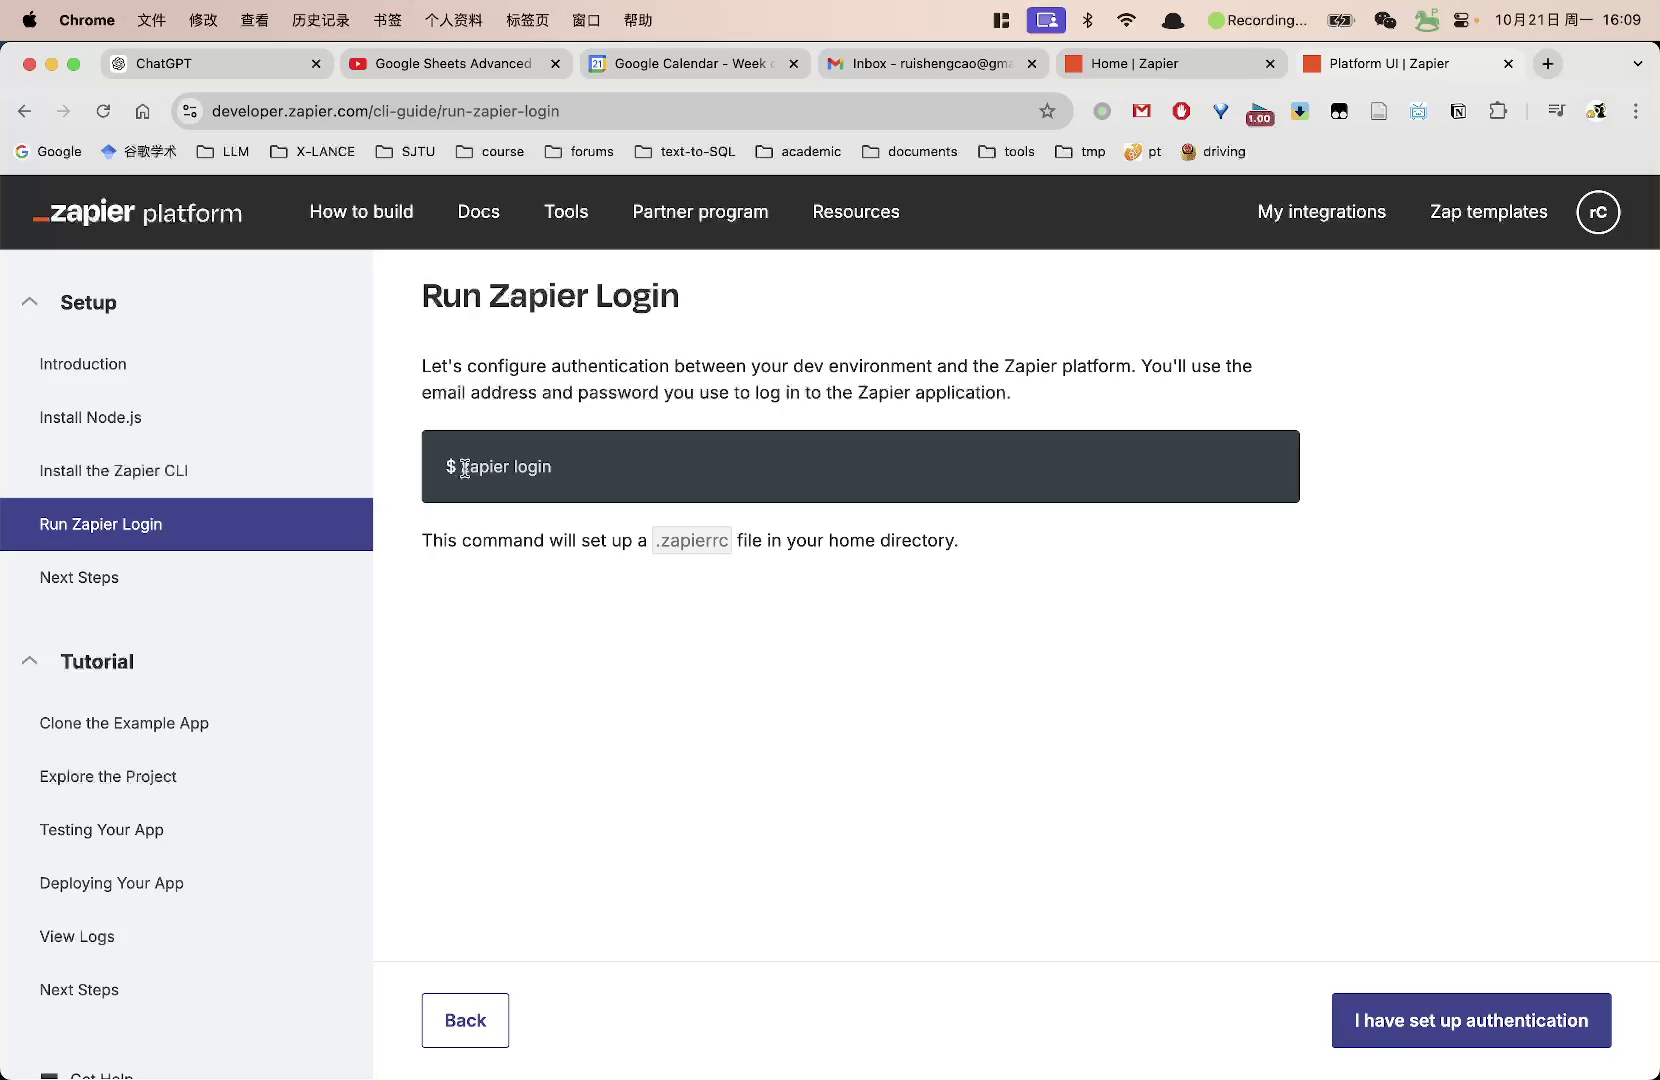 Chrome 文件 修改 查看 历史记录 书签 个人资料 标签页 窗口 帮助 Recording... 10月21日 周一 16:09
ChatGPT Google Sheets Advanced Google Calendar - Week Inbox - ruishengcao@gma Home | Zapier Platform UI | Zapier
developer.zapier.com/cli-guide/run-zapier-login 1.00
Google 谷歌学术 LLM X-LANCE SJTU course forums text-to-SQL academic documents tools tmp pt driving
_zapier platform How to build Docs Tools Partner program Resources My integrations Zap templates rC
Setup
Introduction
Install Node.js
Install the Zapier CLI
Run Zapier Login
Next Steps
Tutorial
Clone the Example App
Explore the Project
Testing Your App
Deploying Your App
View Logs
Next Steps
Get Help
Run Zapier Login
Let's configure authentication between your dev environment and the Zapier platform. You'll use the
email address and password you use to log in to the Zapier application.
$ zapier login
This command will set up a .zapierrc file in your home directory.
Back
I have set up authentication